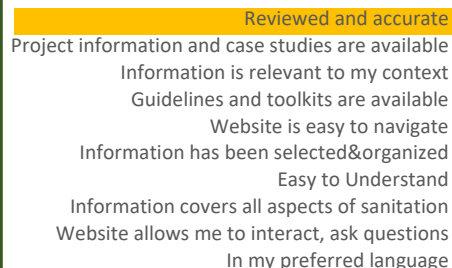 Reviewed and accurate
Project information and case studies are available
Information is relevant to my context
Guidelines and toolkits are available
Website is easy to navigate
Information has been selected&organized
Easy to Understand
Information covers all aspects of sanitation
Website allows me to interact, ask questions
In my preferred language